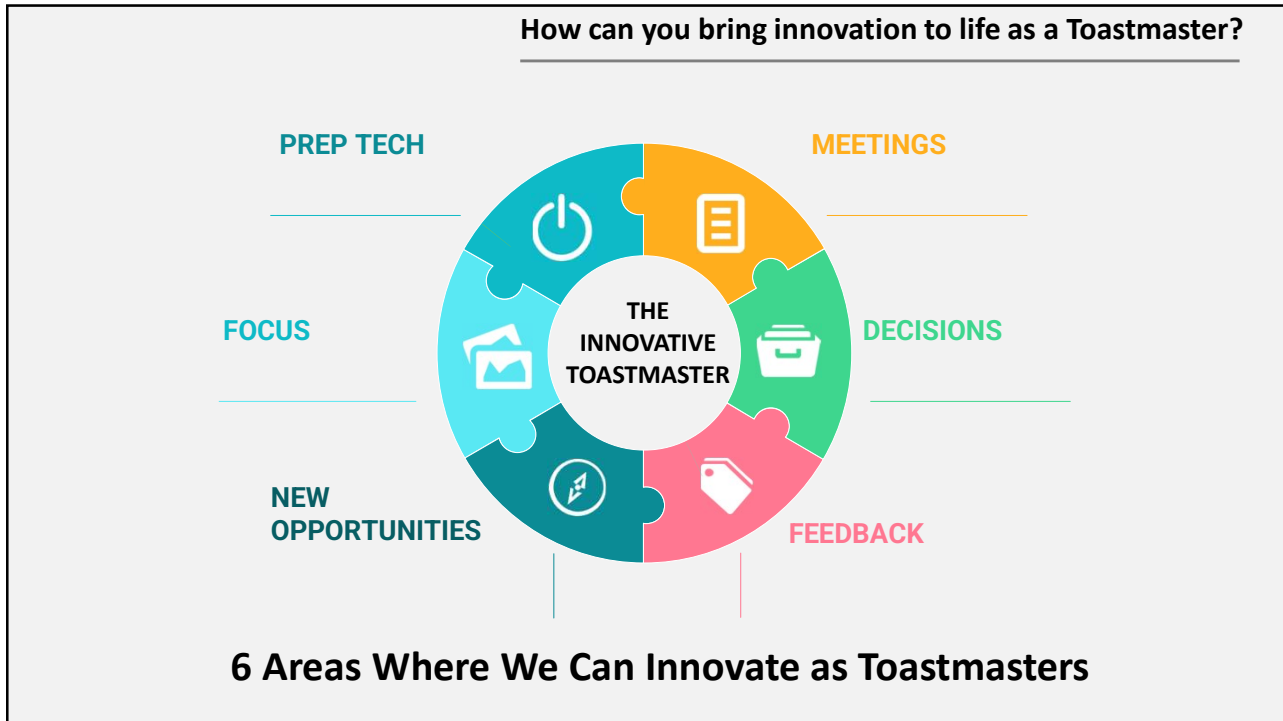 How can you bring innovation to life as a Toastmaster?
PREP TECH
MEETINGS
FOCUS
THE
INNOVATIVE
TOASTMASTER
DECISIONS
NEW
OPPORTUNITIES
FEEDBACK
6 Areas Where We Can Innovate as Toastmasters